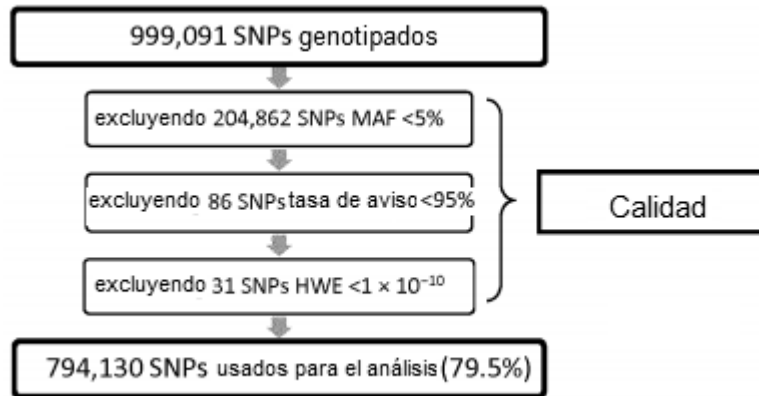 999,091 SNPs genotipados
excluyendo 204,862 SNPs MAF <5%
excluyendo 86 SNPs tasa de aviso <95%
excluyendo 31 SNPs HWE <1 × 10⁻¹⁰
Calidad
794,130 SNPs usados para el análisis (79.5%)